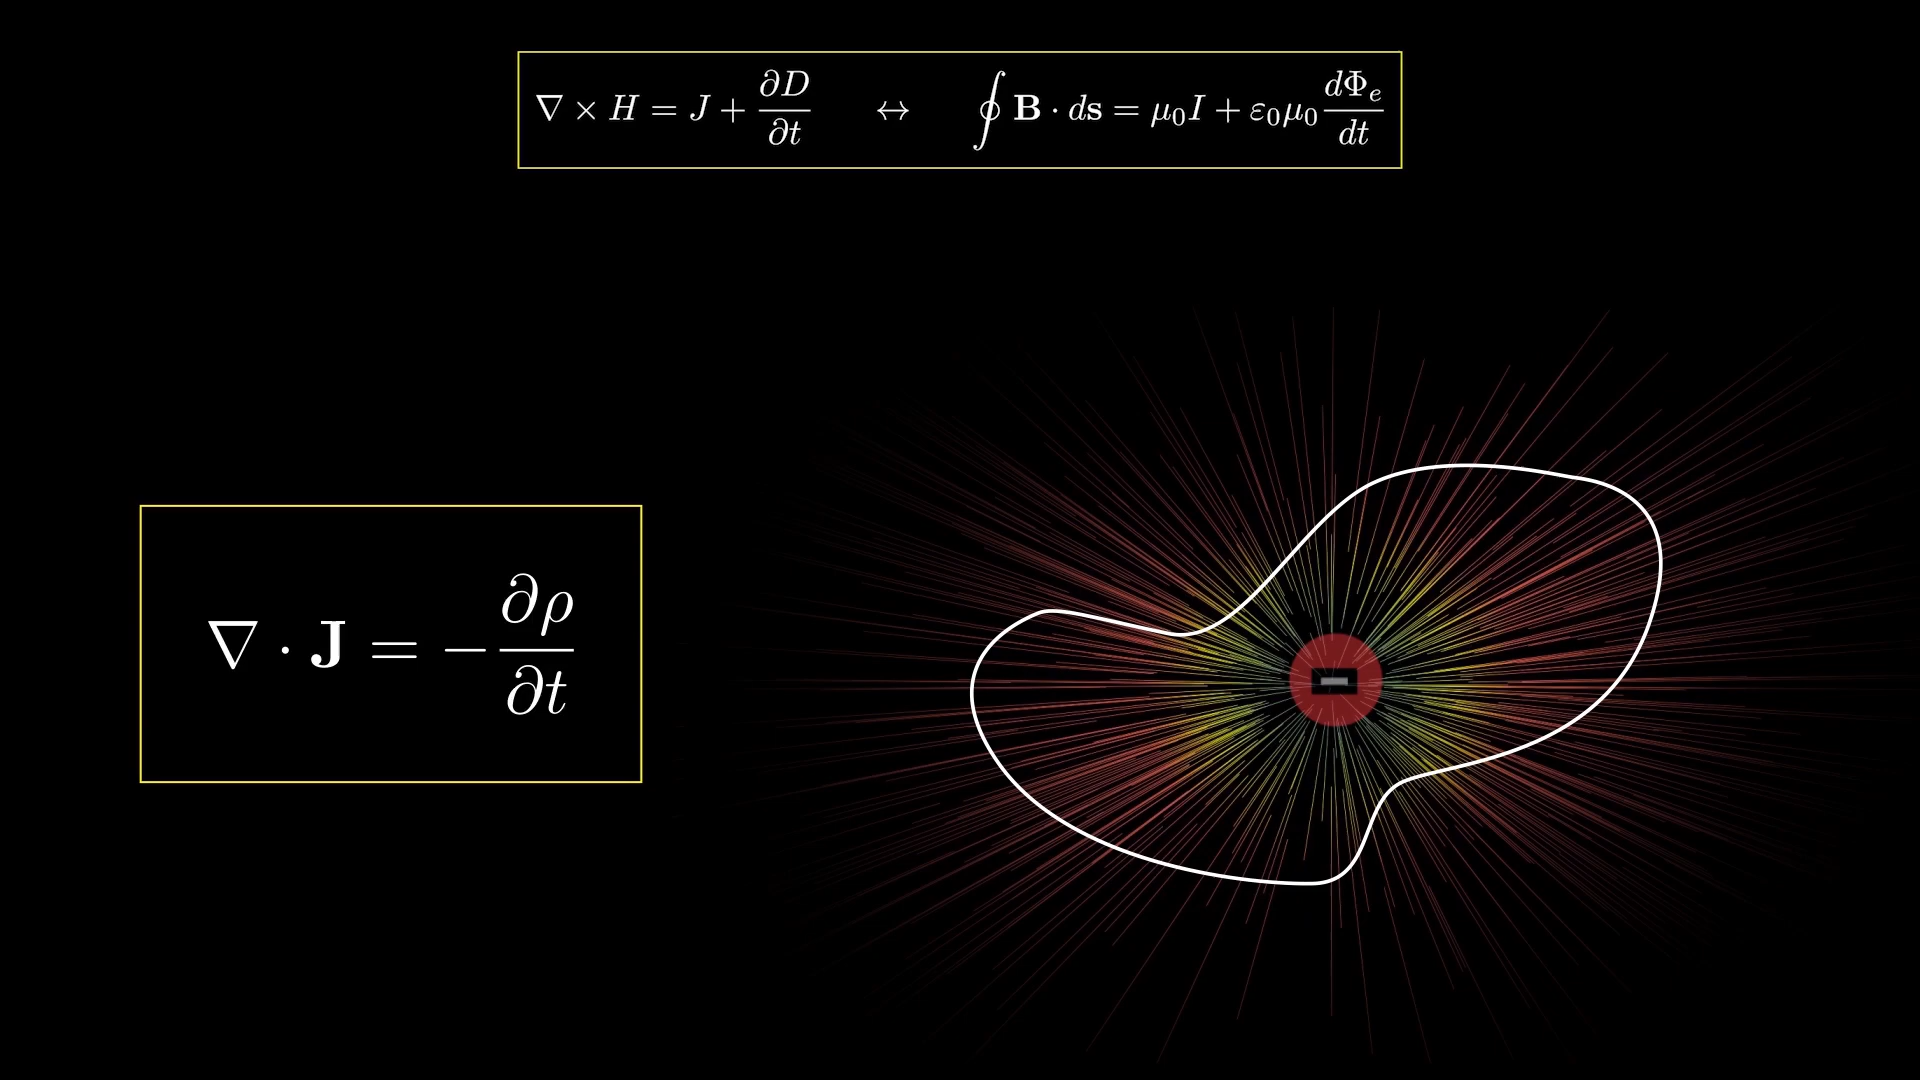 ∇ × H = J + ∂D/∂t ↔ ∮ B · ds = μ₀I + ε₀μ₀ dΦₑ/dt
∇ · J = −∂ρ/∂t
-